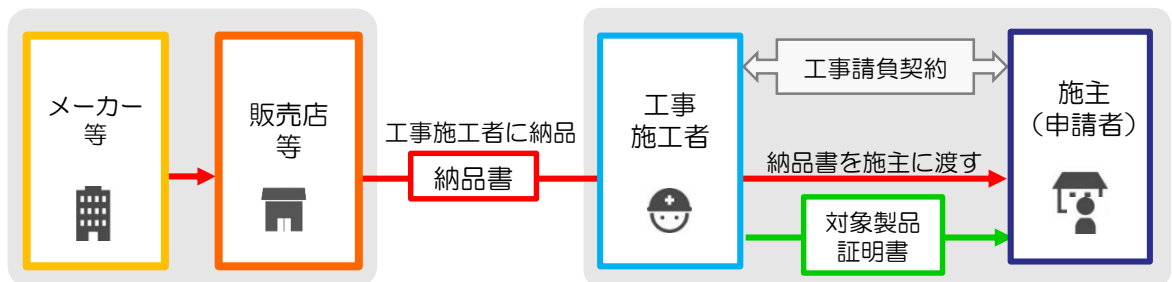 メーカー
等
販売店
等
工事施工者に納品
納品書
工事
施工者
工事請負契約
納品書を施主に渡す
対象製品
証明書
施主
（申請者）